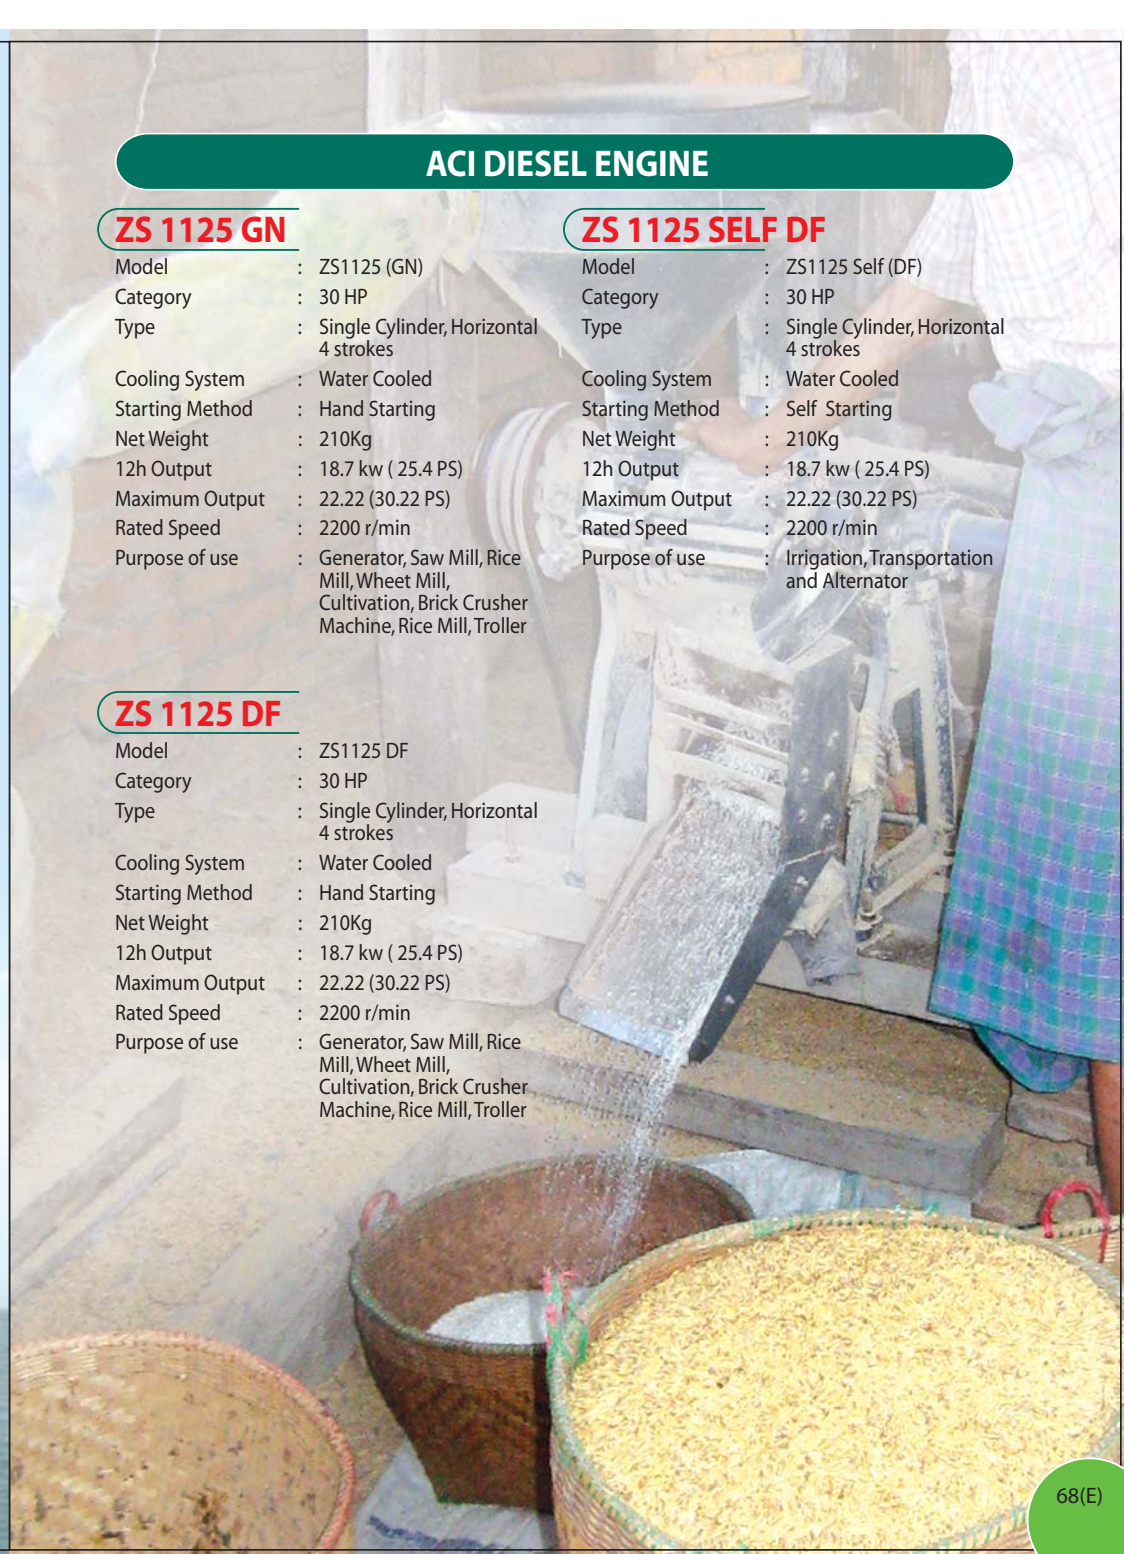 ACI DIESEL ENGINE
ZS 1125 GN
Model : ZS1125 (GN)
Category : 30 HP
Type : Single Cylinder, Horizontal
4 strokes
Cooling System : Water Cooled
Starting Method : Hand Starting
Net Weight : 210Kg
12h Output : 18.7 kw ( 25.4 PS)
Maximum Output : 22.22 (30.22 PS)
Rated Speed : 2200 r/min
Purpose of use : Generator, Saw Mill, Rice
Mill, Wheet Mill,
Cultivation, Brick Crusher
Machine, Rice Mill, Troller
ZS 1125 SELF DF
Model : ZS1125 Self (DF)
Category : 30 HP
Type : Single Cylinder, Horizontal
4 strokes
Cooling System : Water Cooled
Starting Method : Self Starting
Net Weight : 210Kg
12h Output : 18.7 kw ( 25.4 PS)
Maximum Output : 22.22 (30.22 PS)
Rated Speed : 2200 r/min
Purpose of use : Irrigation, Transportation
and Alternator
ZS 1125 DF
Model : ZS1125 DF
Category : 30 HP
Type : Single Cylinder, Horizontal
4 strokes
Cooling System : Water Cooled
Starting Method : Hand Starting
Net Weight : 210Kg
12h Output : 18.7 kw ( 25.4 PS)
Maximum Output : 22.22 (30.22 PS)
Rated Speed : 2200 r/min
Purpose of use : Generator, Saw Mill, Rice
Mill, Wheet Mill,
Cultivation, Brick Crusher
Machine, Rice Mill, Troller
68(E)